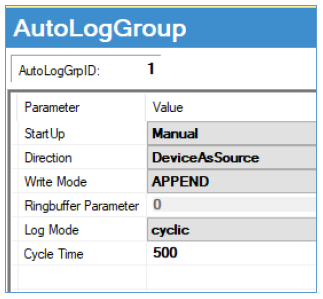 AutoLogGroup
AutoLogGrpID: 1
Parameter Value
StartUp Manual
Direction DeviceAsSource
Write Mode APPEND
Ringbuffer Parameter 0
Log Mode cyclic
Cycle Time 500